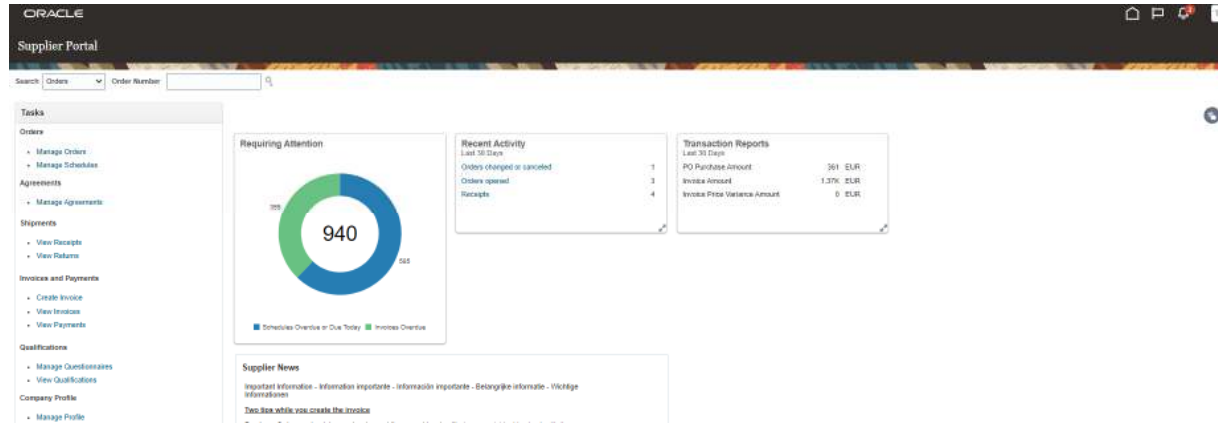 ORACLE
2
Supplier Portal
Search Orders Order Number
Tasks
Orders
Manage Orders
Manage Schedules
Agreements
Manage Agreements
Shipments
View Receipts
View Returns
Invoices and Payments
Create Invoice
View Invoices
View Payments
Qualifications
Manage Questionnaires
View Qualifications
Company Profile
Manage Profile
Requiring Attention
940
565
Schedules Overdue or Due Today Invoices Overdue
Recent Activity
Last 30 Days
Orders changed or canceled 1
Orders opened 3
Receipts 4
Transaction Reports
Last 30 Days
PO Purchase Amount 361 EUR
Invoice Amount 1.37K EUR
Invoice Price Variance Amount 0 EUR
Supplier News
Important Information - Information importante - Información importante - Belangrijke informatie - Wichtige
Informationen
Two tips while you create the invoice